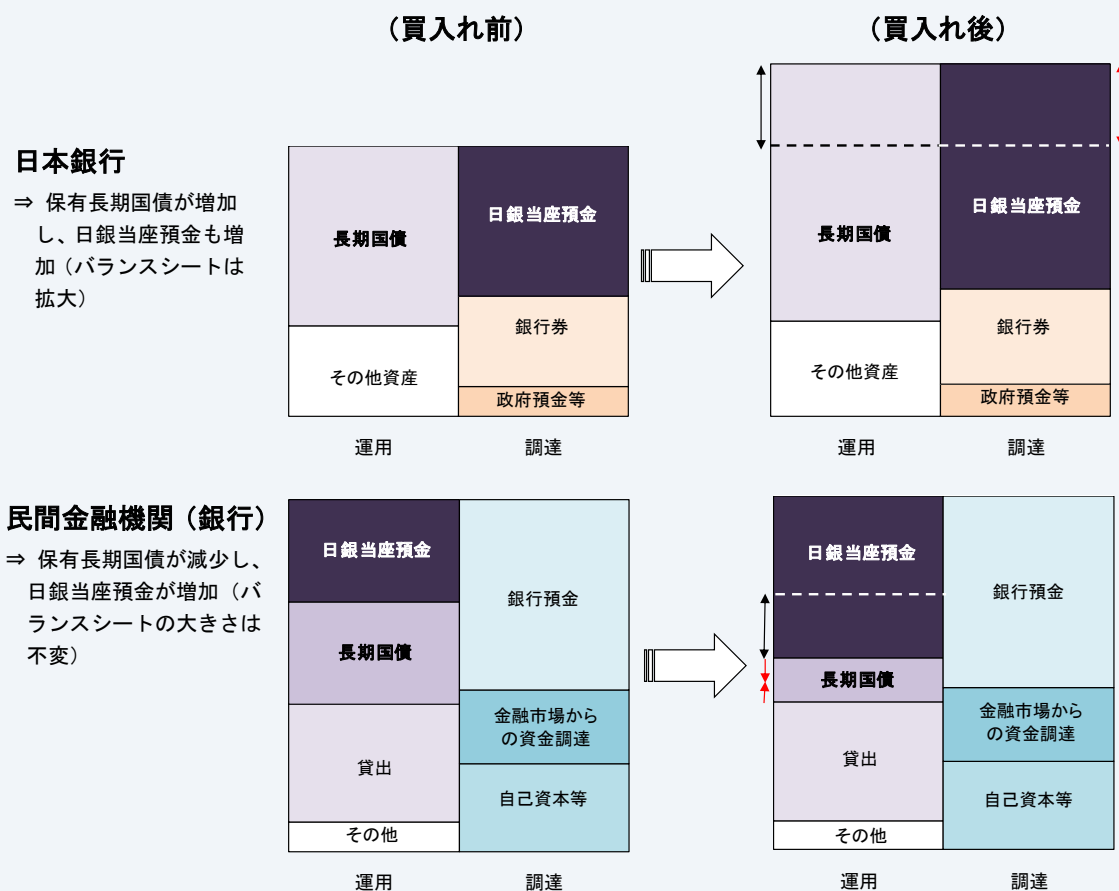 （買入れ前）
（買入れ後）
日本銀行
⇒ 保有長期国債が増加
し、日銀当座預金も増
加（バランスシートは
拡大）
長期国債
その他資産
日銀当座預金
銀行券
政府預金等
運用
調達
長期国債
その他資産
日銀当座預金
銀行券
政府預金等
運用
調達
民間金融機関（銀行）
⇒ 保有長期国債が減少し、
日銀当座預金が増加（バ
ランスシートの大きさは
不変）
日銀当座預金
長期国債
貸出
その他
銀行預金
金融市場から
の資金調達
自己資本等
運用
調達
日銀当座預金
長期国債
貸出
その他
銀行預金
金融市場から
の資金調達
自己資本等
運用
調達